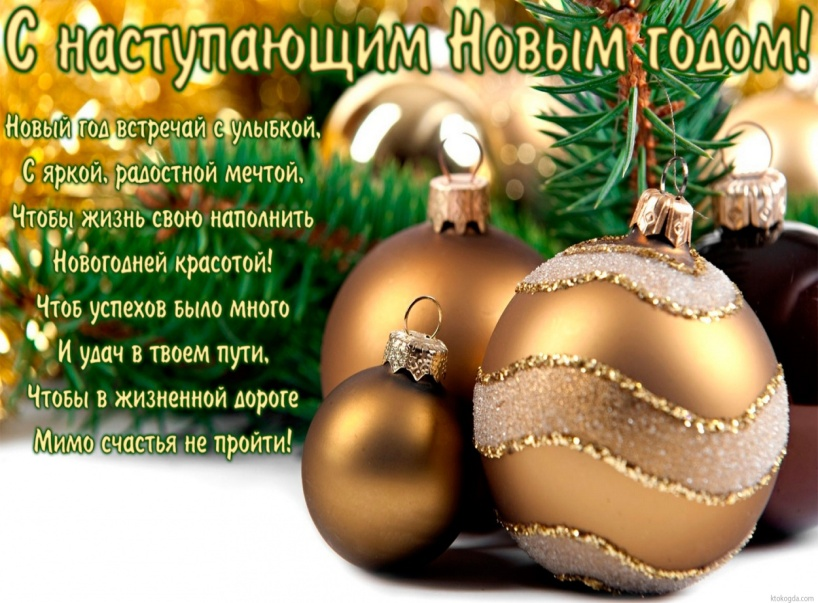 С наступающим Новым годом!
Новый год встречай с улыбкой,
С яркой, радостной мечтой,
Чтобы жизнь свою наполнить
Новогодней красотой!
Чтоб успехов было много
И удач в твоем пути,
Чтобы в жизненной дороге
Мимо счастья не пройти!
ktokogda.com